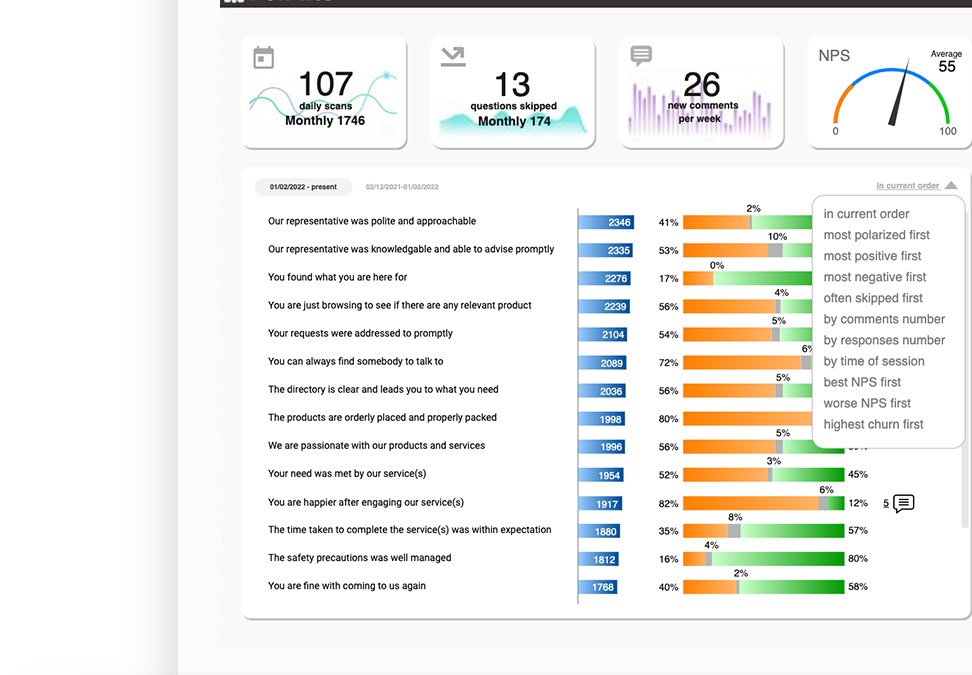 107
daily scans
Monthly 1746
13
questions skipped
Monthly 174
26
new comments
per week
NPS
Average
55
0
100
01/02/2022 - present 02/12/2021-01/02/2022
In current order
in current order
most polarized first
most positive first
most negative first
often skipped first
by comments number
by responses number
by time of session
best NPS first
worse NPS first
highest churn first
2%
Our representative was polite and approachable 2346 41%
10%
Our representative was knowledgable and able to advise promptly 2335 53%
0%
You found what you are here for 2276 17%
4%
You are just browsing to see if there are any relevant product 2239 56%
5%
Your requests were addressed to promptly 2104 54%
6%
You can always find somebody to talk to 2089 72%
5%
The directory is clear and leads you to what you need 2036 56%
The products are orderly placed and properly packed 1998 80%
5%
We are passionate with our products and services 1996 56%
3%
Your need was met by our service(s) 1954 52% 45%
6%
You are happier after engaging our service(s) 1917 82% 12% 5
8%
The time taken to complete the service(s) was within expectation 1880 35% 57%
4%
The safety precautions was well managed 1812 16% 80%
2%
You are fine with coming to us again 1768 40% 58%